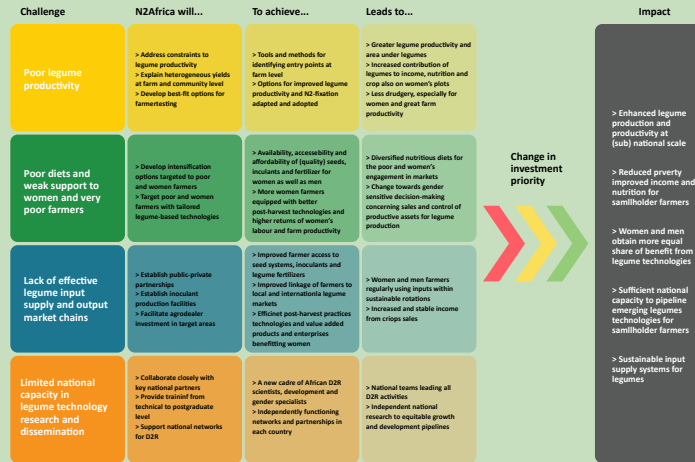 Challenge
N2Africa will...
To achieve...
Leads to...
Impact
Poor legume
productivity
> Address constraints to
legume productivity
> Explain heterogeneous yields
at farm and community level
> Develop best-fit options for
farmertesting
> Tools and methods for
identifying entry points at
farm level
> Options for improved legume
productivity and N2-fixation
adapted and adopted
> Greater legume productivity and
area under legumes
> Increased contribution of
legumes to income, nutrition and
crop also on women's plots
> Less drudgery, especially for
women and great farm
productivity
Poor diets and
weak support to
women and very
poor farmers
> Develop intensification
options targeted to poor
and women farmers
> Target poor and women
farmers with tailored
legume-based technologies
> Availability, accessebility and
affordability of (quality) seeds,
inculants and fertilizer for
women as well as men
> More women farmers
equipped with better
post-harvest technologies and
higher returns of women's
labour and farm productivity
> Diversified nutritious diets for
the poor and women's
engagement in markets
> Change towards gender
sensitive decision-making
concerning sales and control of
productive assets for legume
production
Lack of effective
legume input
supply and output
market chains
> Establish public-private
partnerships
> Establish inoculant
production facilities
> Facilitate agrodealer
investment in target areas
> Improved farmer access to
seed systems, inoculants and
legume fertilizers
> Improved linkage of farmers to
local and internationla legume
markets
> Efficinet post-harvest practices
technologies and value added
products and enterprises
benefitting women
> Women and men farmers
regularly using inputs within
sustainable rotations
> Increased and stable income
from criops sales
Limited national
capacity in
legume technology
research and
dissemination
> Collaborate closely with
key national partners
> Provide traininf from
technical to postgraduate
level
> Support national networks
for D2R
> A new cadre of African D2R
scientists, development and
gender specialists
> Independently functioning
networks and partnerships in
each country
> National teams leading all
D2R activities
> Independent national
research to equitable growth
and development pipelines
Change in
investment
priority
> Enhanced legume
production and
productivity at
(sub) national scale
> Reduced prverty
improved income and
nutrition for
samllholder farmers
> Women and men
obtain more equal
share of benefit from
legume technologies
> Sufficient national
capacity to pipeline
emerging legumes
technologies for
samllholder farmers
> Sustainable input
supply systems for
legumes